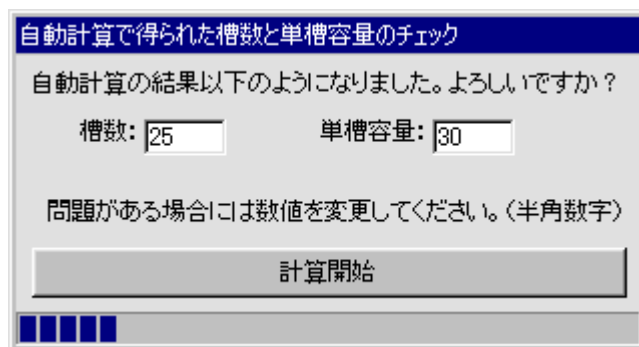 自動計算で得られた槽数と単槽容量のチェック
自動計算の結果以下のようになりました。よろしいですか？
槽数: 25 単槽容量: 30
問題がある場合には数値を変更してください。(半角数字)
計算開始